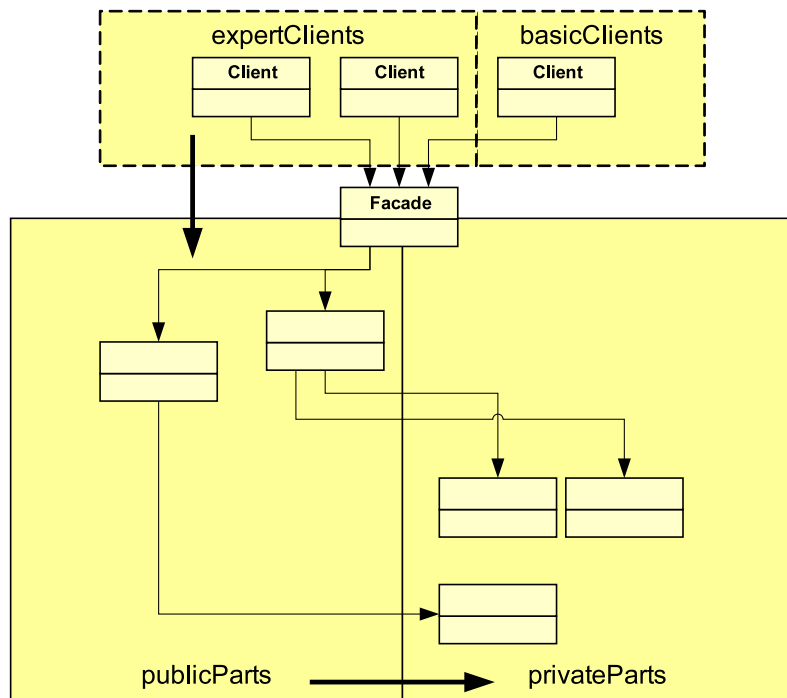 expertClients
basicClients
Client
Client
Client
Facade
publicParts
privateParts